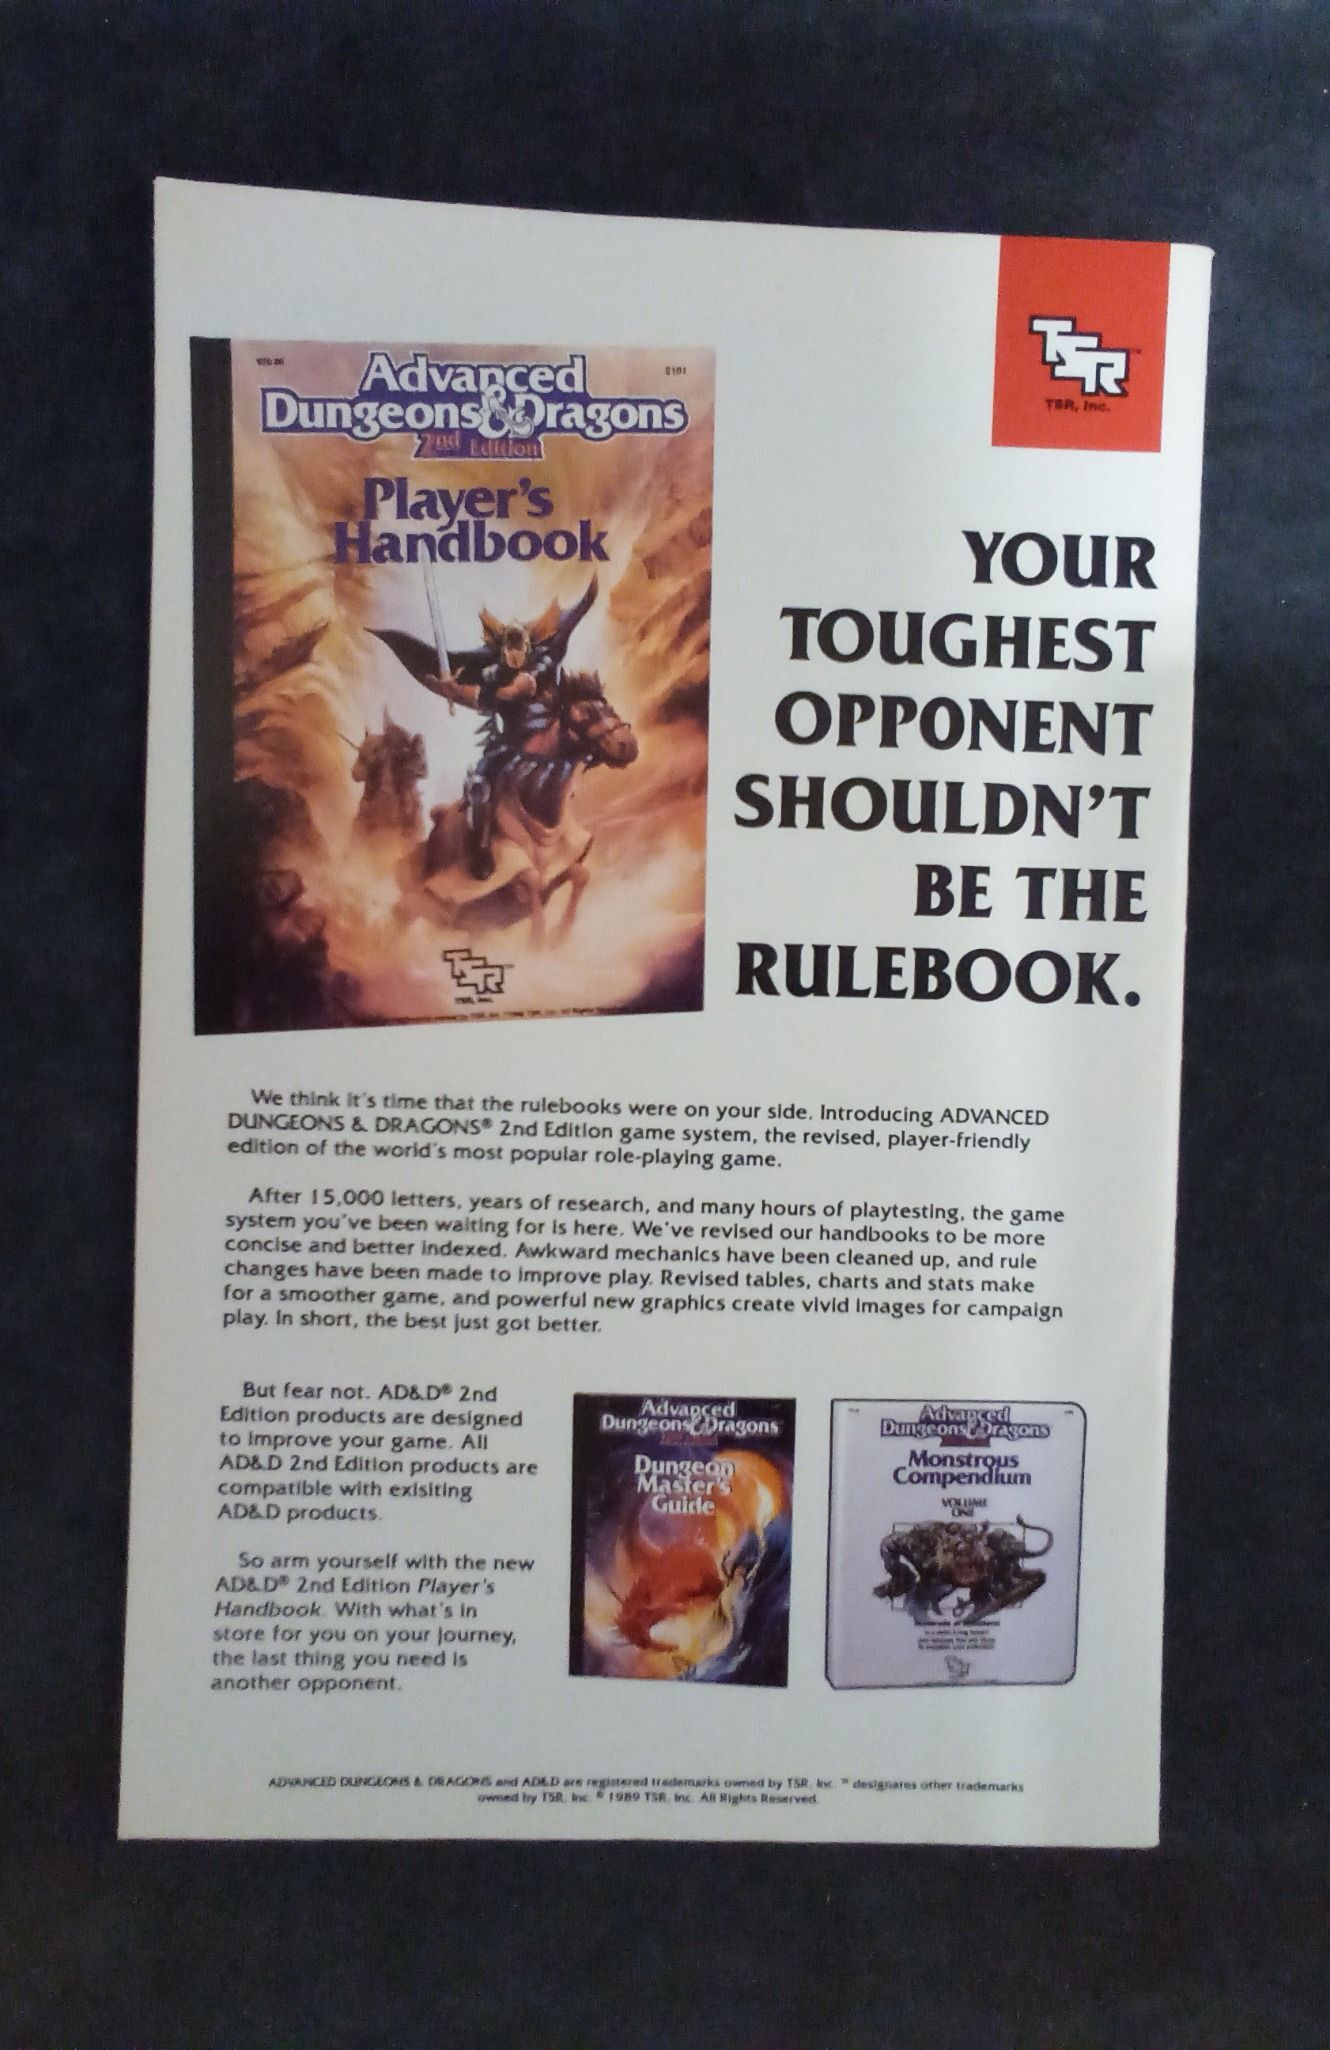 TSR
TSR, Inc.
Advanced
Dungeons & Dragons
2nd Edition
Player's
Handbook
TSR
TSR, Inc.
YOUR
TOUGHEST
OPPONENT
SHOULDN'T
BE THE
RULEBOOK.
We think it's time that the rulebooks were on your side. Introducing ADVANCED
DUNGEONS & DRAGONS® 2nd Edition game system, the revised, player-friendly
edition of the world's most popular role-playing game.
After 15,000 letters, years of research, and many hours of playtesting, the game
system you've been waiting for is here. We've revised our handbooks to be more
concise and better indexed. Awkward mechanics have been cleaned up, and rule
changes have been made to improve play. Revised tables, charts and stats make
for a smoother game, and powerful new graphics create vivid images for campaign
play. In short, the best just got better.
But fear not. AD&D® 2nd
Edition products are designed
to improve your game. All
AD&D 2nd Edition products are
compatible with exisiting
AD&D products.
So arm yourself with the new
AD&D® 2nd Edition Player's
Handbook. With what's in
store for you on your journey,
the last thing you need is
another opponent.
Advanced
Dungeons & Dragons
Dungeon
Master's
Guide
Advanced
Dungeons & Dragons
Monstrous
Compendium
VOLUME
ONE
TSR
ADVANCED DUNGEONS & DRAGONS and AD&D are registered trademarks owned by TSR, Inc. ™ designates other trademarks
owned by TSR, Inc. © 1989 TSR, Inc. All Rights Reserved.